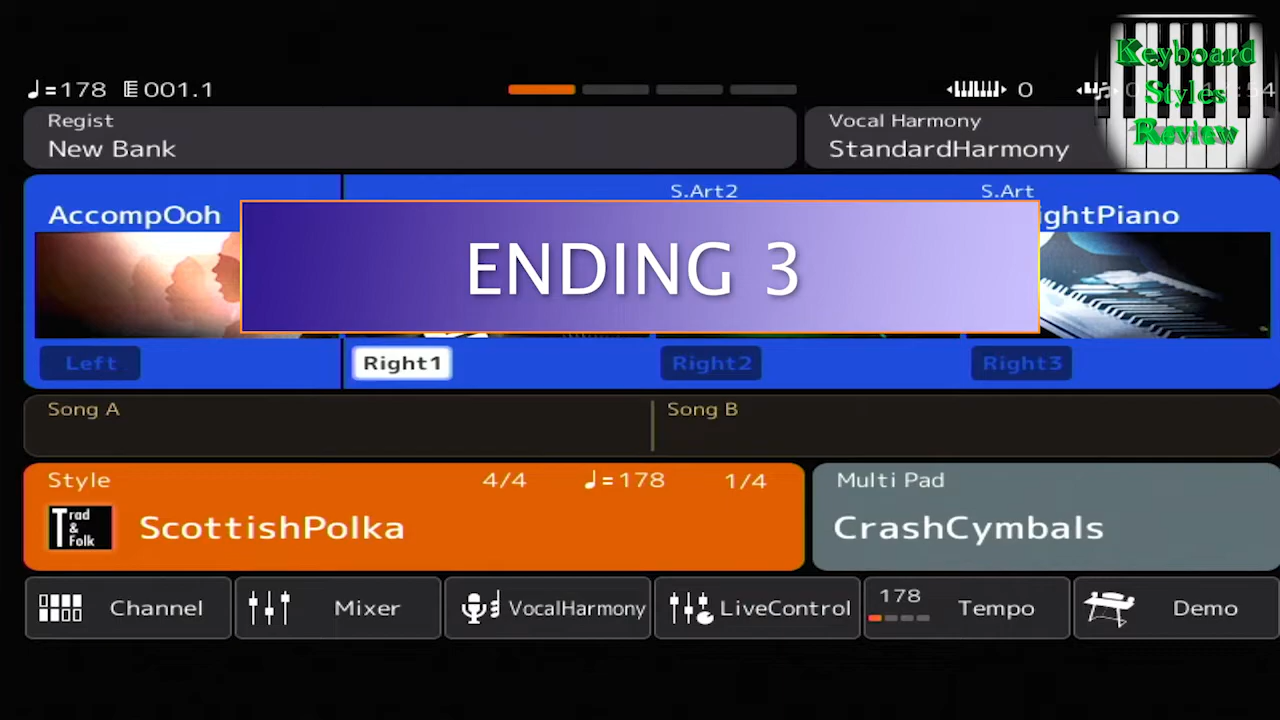 ♩=178 001.1
0
Keyboard
Styles
Review
Regist
New Bank
Vocal Harmony
StandardHarmony
S.Art2
S.Art
AccompOoh
ghtPiano
ENDING 3
Left
Right1
Right2
Right3
Song A
Song B
Style
4/4
♩=178
1/4
Trad
&
Folk
ScottishPolka
Multi Pad
CrashCymbals
Channel
Mixer
VocalHarmony
LiveControl
178
Tempo
Demo